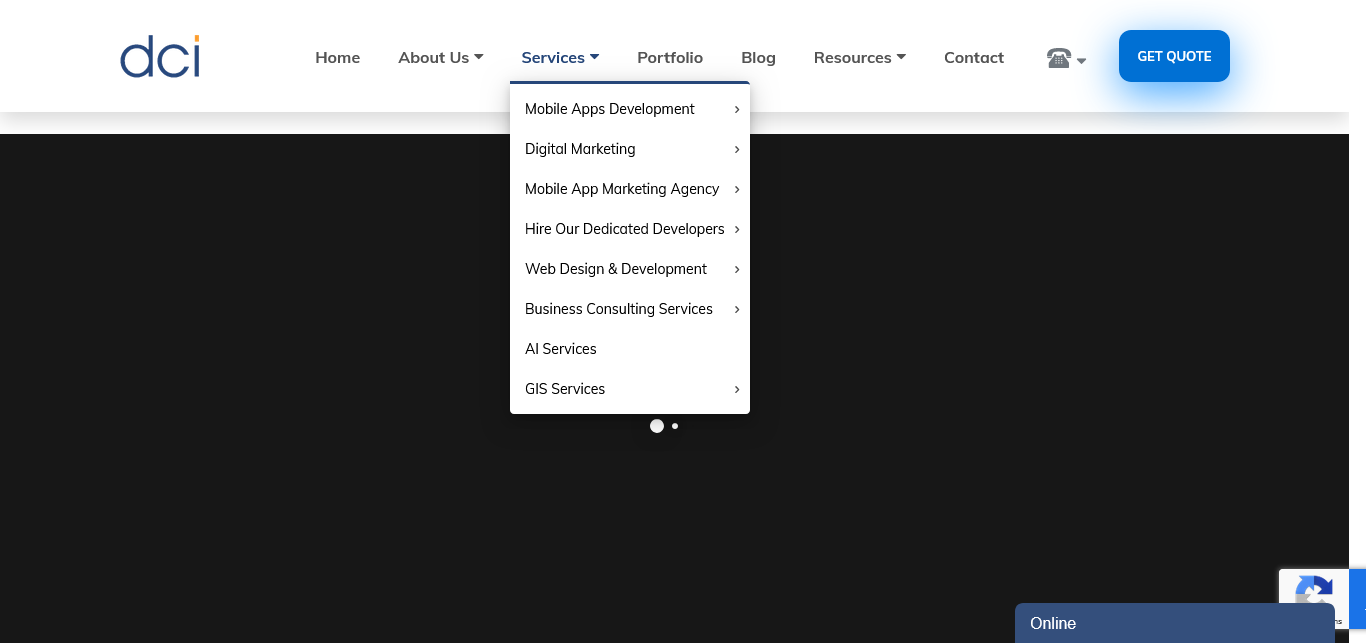 dci
Home
About Us
Services
Portfolio
Blog
Resources
Contact
GET QUOTE
Mobile Apps Development
Digital Marketing
Mobile App Marketing Agency
Hire Our Dedicated Developers
Web Design & Development
Business Consulting Services
AI Services
GIS Services
Online